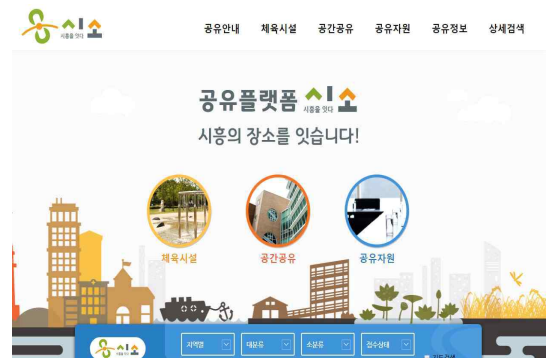 시소
시흥을 잇다
공유안내 체육시설 공간공유 공유자원 공유정보 상세검색
공유플랫폼 시소
시흥을 잇다
시흥의 장소를 잇습니다!
체육시설 공간공유 공유자원
시소
지역별 대분류 소분류 접수상태